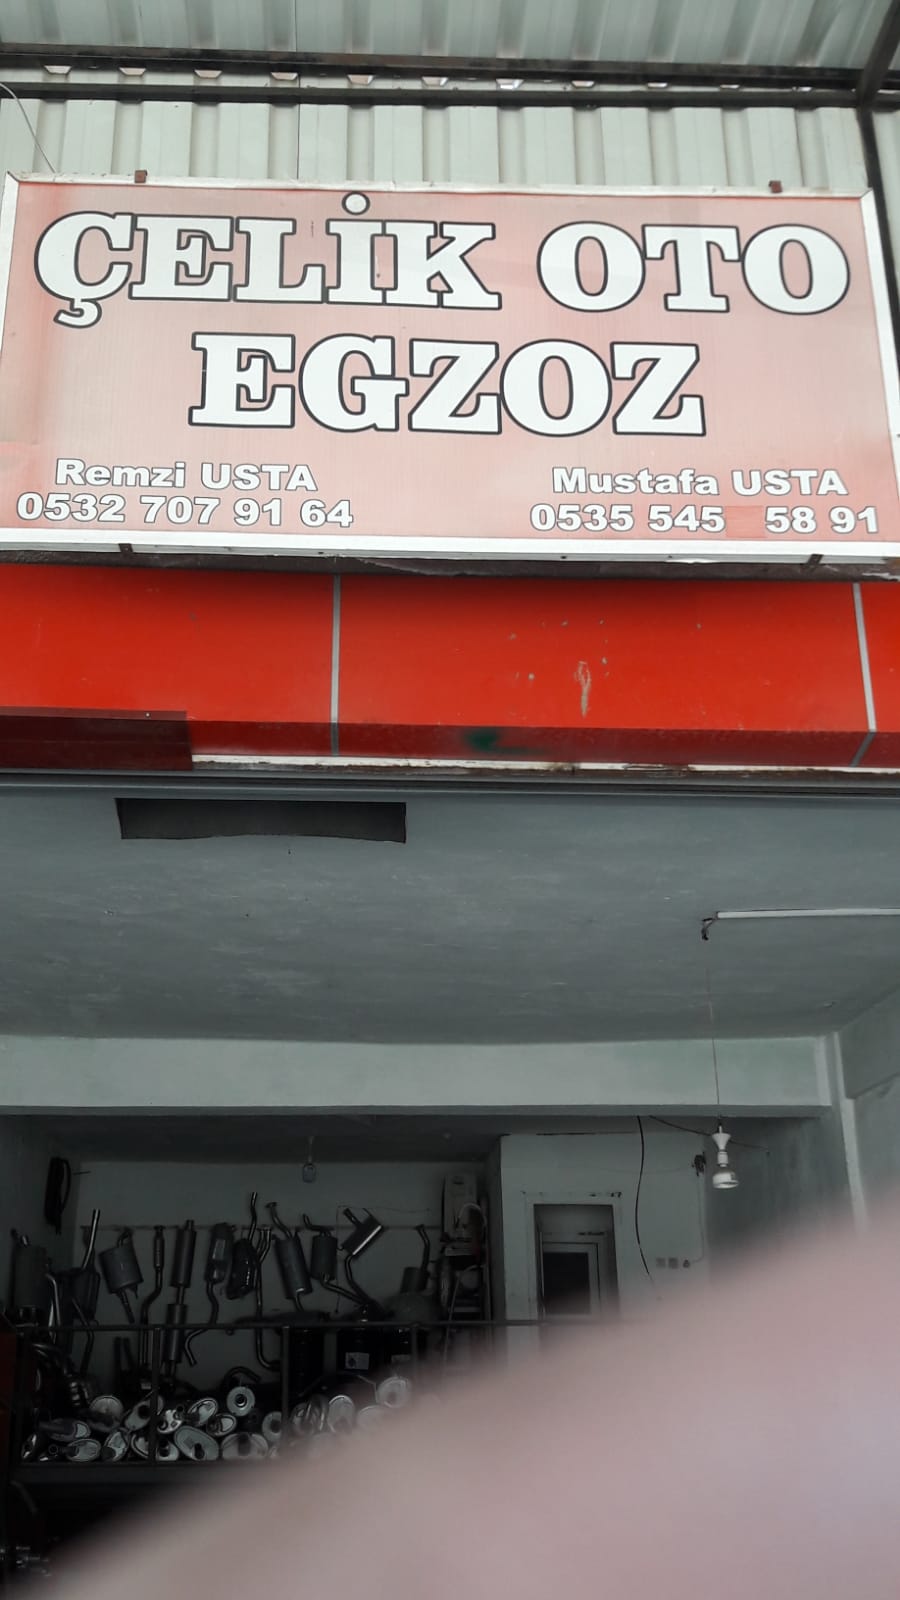 ÇELİK OTO
EGZOZ
Remzi USTA Mustafa USTA
0532 707 91 64 0535 545 58 91